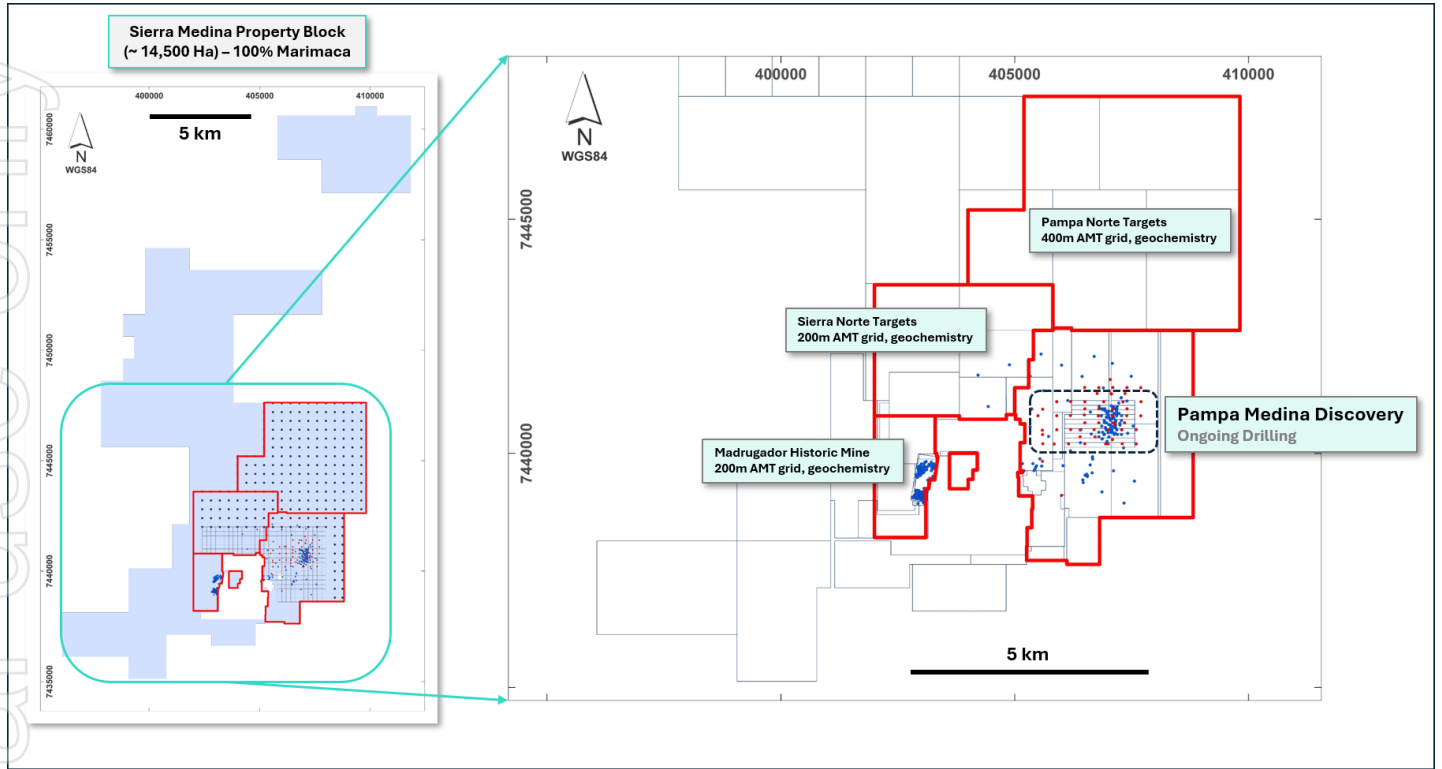 Sierra Medina Property Block
(~ 14,500 Ha) – 100% Marimaca
400000
405000
410000
5 km
N
WGS84
7460000
7455000
7450000
7445000
7440000
7435000
400000
405000
410000
N
WGS84
7445000
7440000
Pampa Norte Targets
400m AMT grid, geochemistry
Sierra Norte Targets
200m AMT grid, geochemistry
Pampa Medina Discovery
Ongoing Drilling
Madrugador Historic Mine
200m AMT grid, geochemistry
5 km